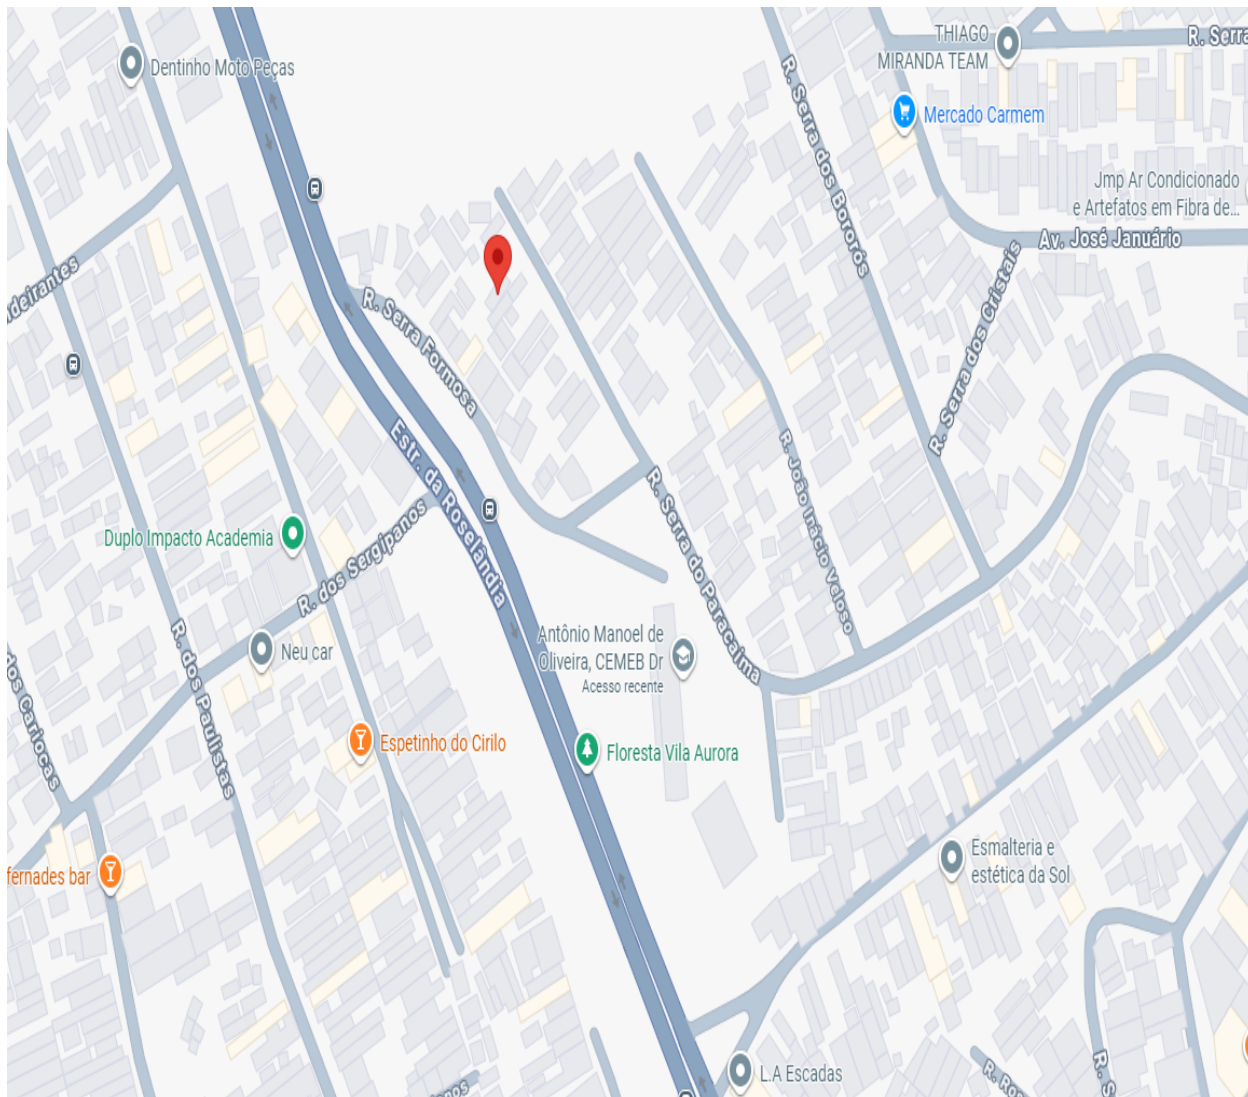 THIAGO
MIRANDA TEAM
R. Serra
Dentinho Moto Peças
Mercado Carmem
R. Serra dos Bororós
Jmp Ar Condicionado
e Artefatos em Fibra de...
Av. José Januário
R. Serra Formosa
R. Serra dos Cristais
Estr. da Roselândia
R. João Inácio Veloso
R. Serra do Paracaima
Duplo Impacto Academia
R. dos Sergipanos
Neu car
R. dos Paulistas
dos Cariocas
Antônio Manoel de
Oliveira, CEMEB Dr
Acesso recente
Espetinho do Cirilo
Floresta Vila Aurora
fernades bar
Esmalteria e
estética da Sol
L.A Escadas
R. S